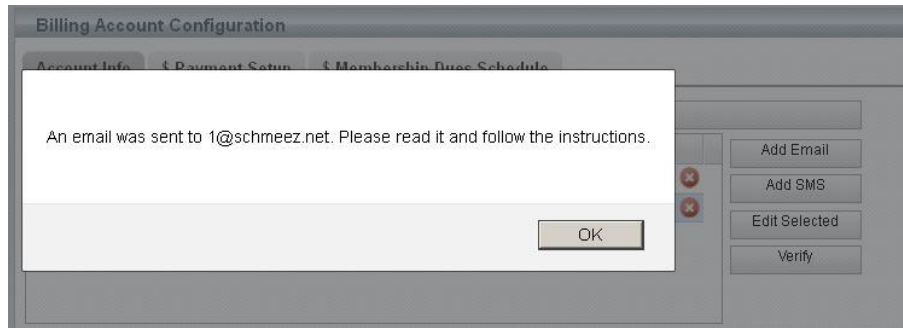 Billing Account Configuration
Account Info $ Payment Setup $ Membership Dues Schedule
An email was sent to 1@schmeez.net. Please read it and follow the instructions.
OK
Add Email
Add SMS
Edit Selected
Verify